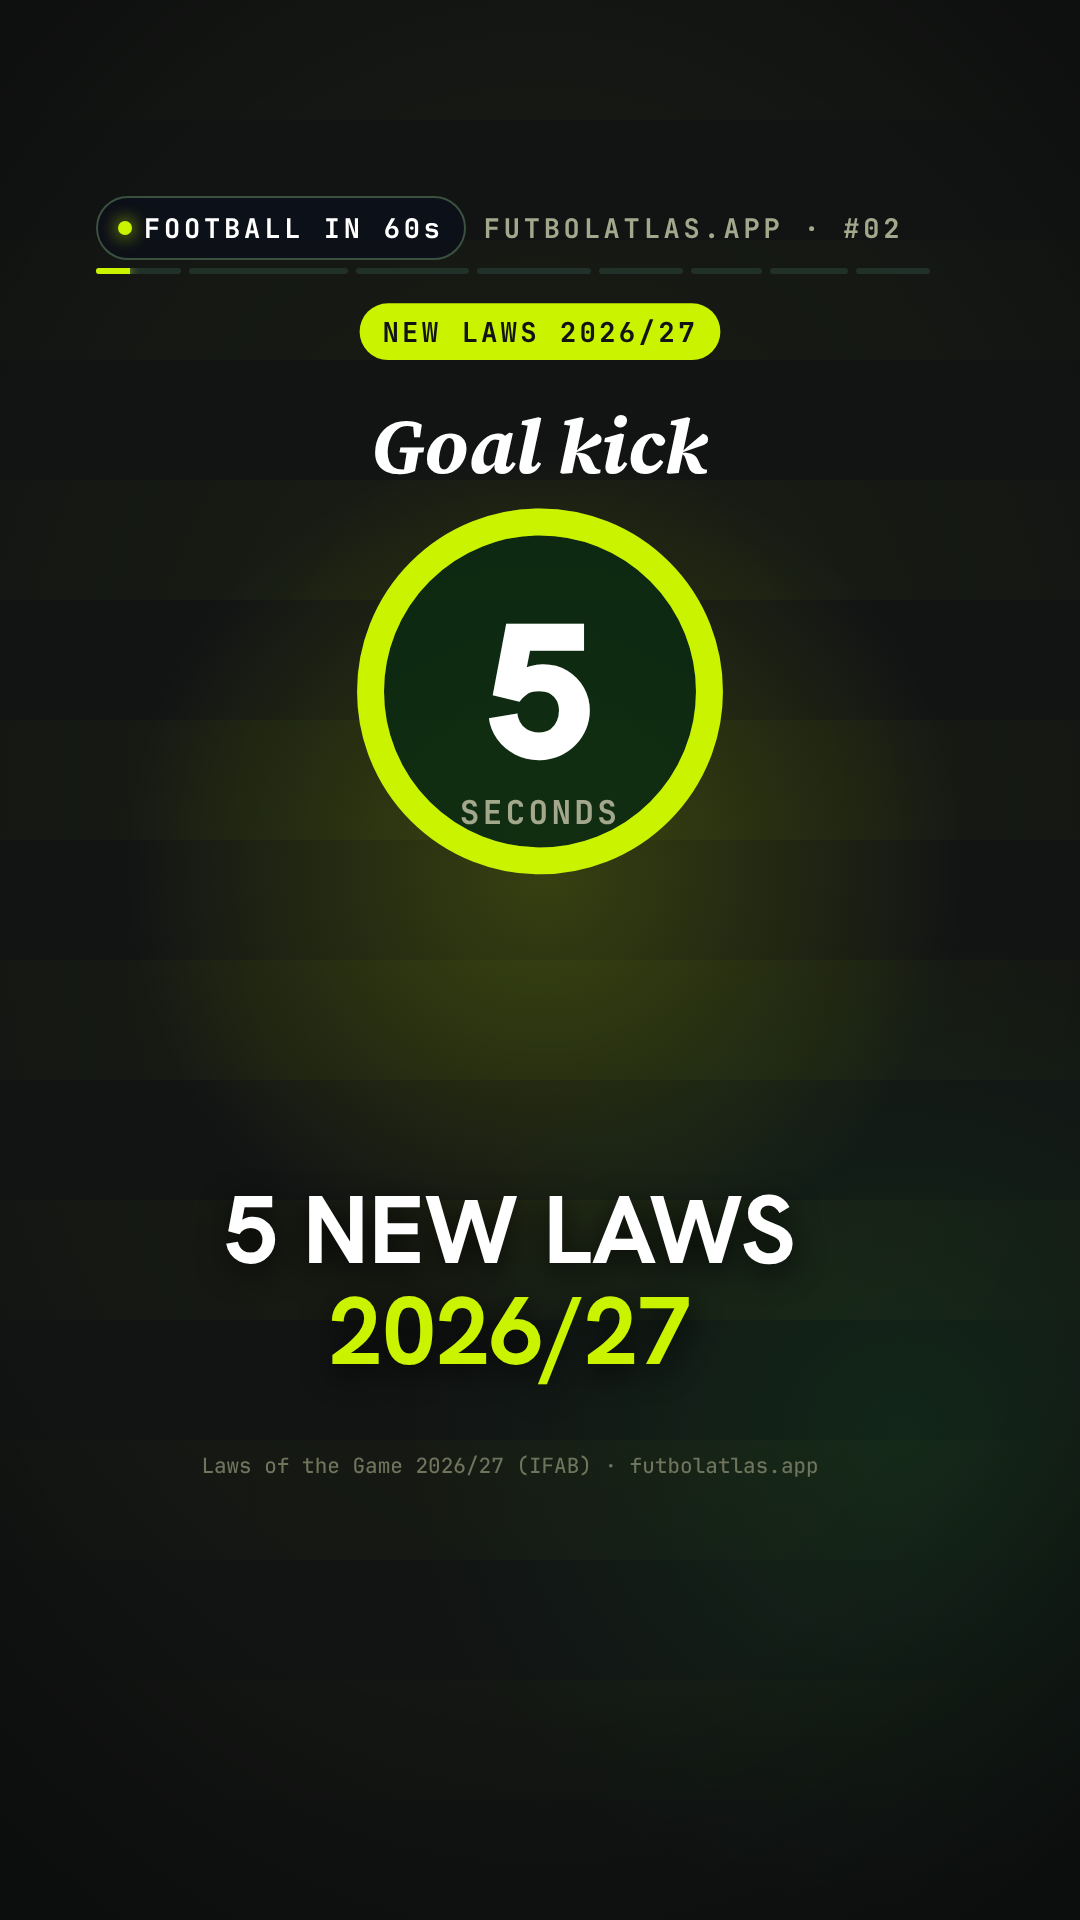 FOOTBALL IN 60s FUTBOLATLAS.APP · #02
NEW LAWS 2026/27
Goal kick
5
SECONDS
5 NEW LAWS
2026/27
Laws of the Game 2026/27 (IFAB) · futbolatlas.app